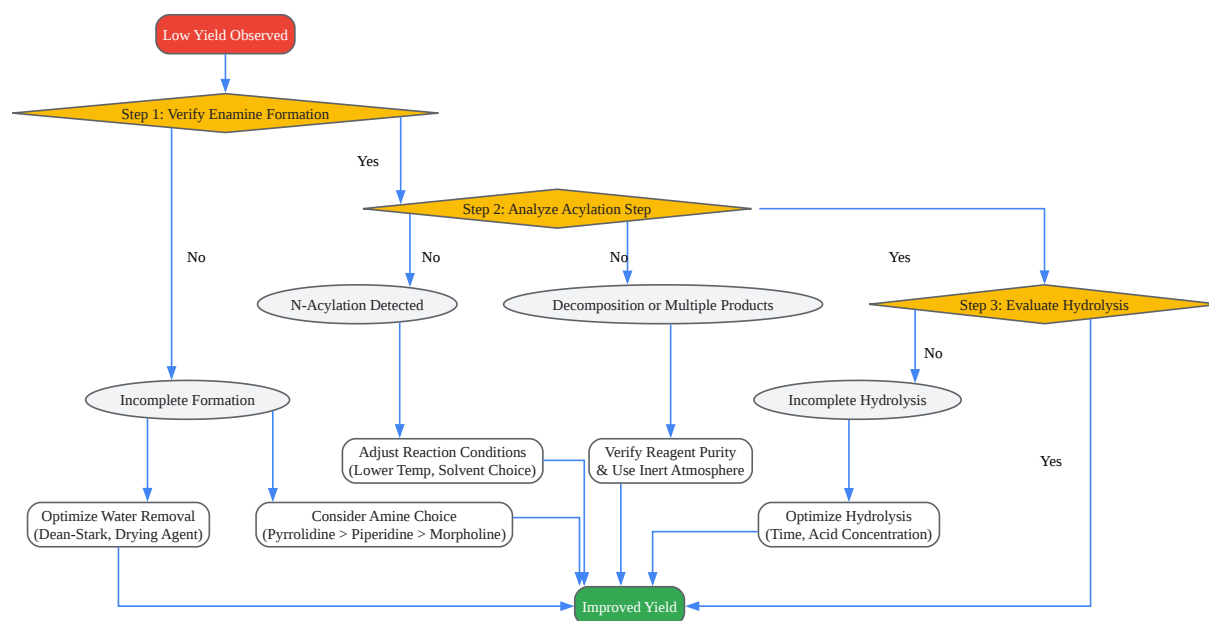 Low Yield Observed
Step 1: Verify Enamine Formation
Yes
Step 2: Analyze Acylation Step
No
No
No
Yes
N-Acylation Detected
Decomposition or Multiple Products
Step 3: Evaluate Hydrolysis
No
Incomplete Formation
Incomplete Hydrolysis
Adjust Reaction Conditions
(Lower Temp, Solvent Choice)
Verify Reagent Purity
& Use Inert Atmosphere
Yes
Optimize Water Removal
(Dean-Stark, Drying Agent)
Consider Amine Choice
(Pyrrolidine > Piperidine > Morpholine)
Optimize Hydrolysis
(Time, Acid Concentration)
Improved Yield